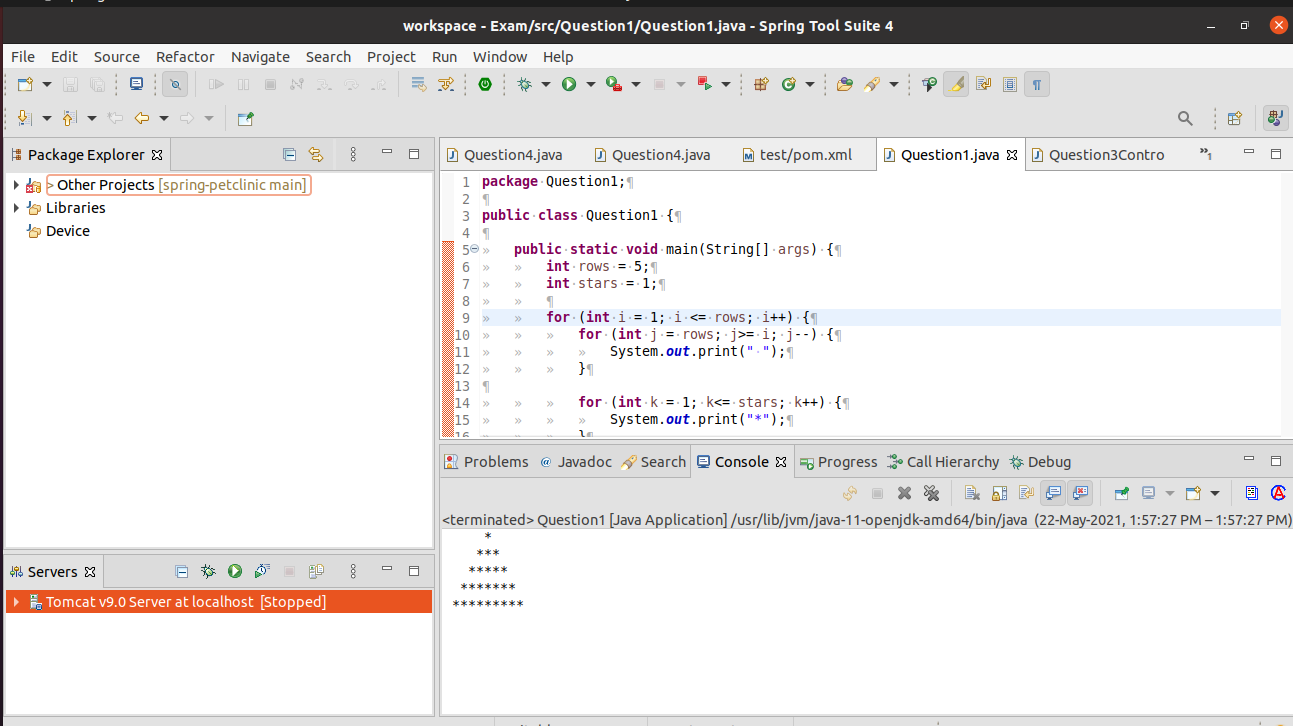 workspace - Exam/src/Question1/Question1.java - Spring Tool Suite 4
File Edit Source Refactor Navigate Search Project Run Window Help
Package Explorer
> Other Projects [spring-petclinic main]
Libraries
Device
Question4.java Question4.java test/pom.xml Question1.java Question3Contro »1
1 package·Question1;¶
2 ¶
3 public·class·Question1·{¶
4 ¶
5 » public·static·void·main(String[]·args)·{¶
6 » » int·rows·=·5;¶
7 » » int·stars·=·1;¶
8 » » ¶
9 » » for·(int·i·=·1;·i·<=·rows;·i++)·{¶
10 » » » for·(int·j·=·rows;·j>=·i;·j--)·{¶
11 » » » » System.out.print("·");¶
12 » » » }¶
13 ¶
14 » » » for·(int·k·=·1;·k<=·stars;·k++)·{¶
15 » » » » System.out.print("*");¶
16 » » » }¶
Problems @ Javadoc Search Console Progress Call Hierarchy Debug
<terminated> Question1 [Java Application] /usr/lib/jvm/java-11-openjdk-amd64/bin/java (22-May-2021, 1:57:27 PM – 1:57:27 PM)
*
***
*****
*******
*********
Servers
Tomcat v9.0 Server at localhost [Stopped]